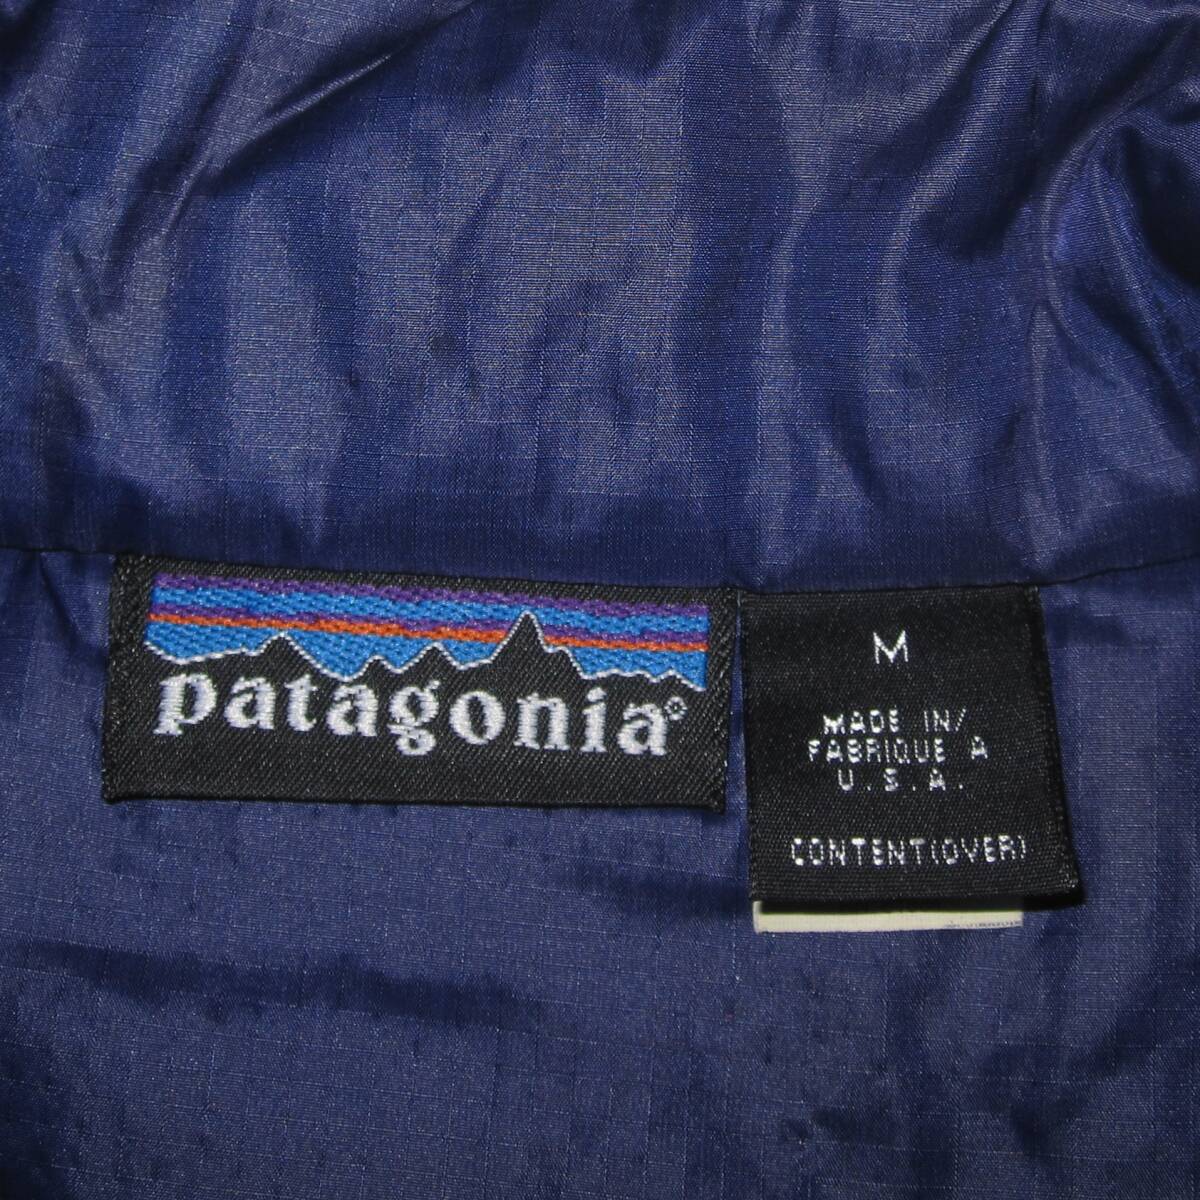 patagonia®
M
MADE IN/
FABRIQUE A
U.S.A.
CONTENT(OVER)